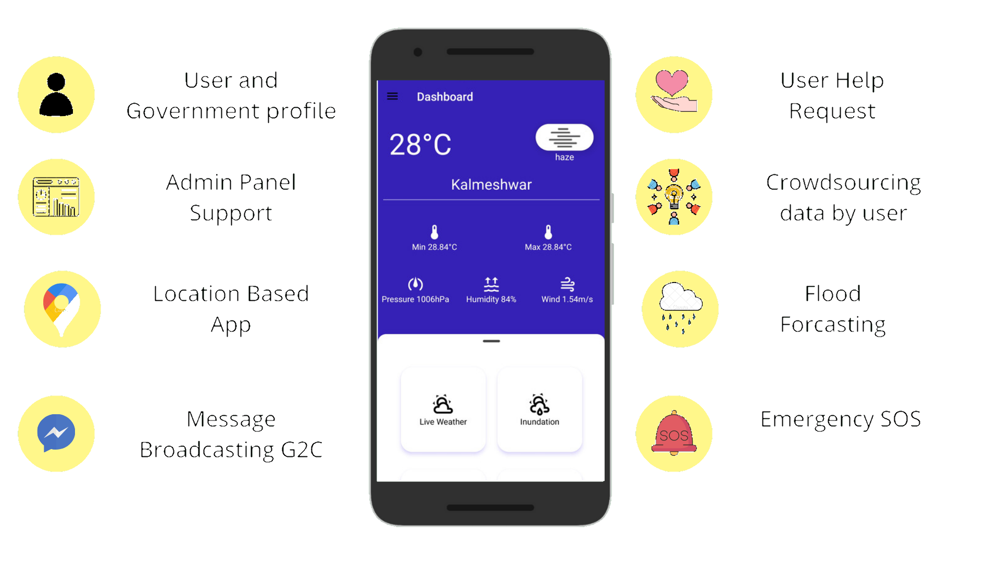 User and
Government profile
Admin Panel
Support
Location Based
App
Message
Broadcasting G2C
Dashboard
28°C
haze
Kalmeshwar
Min 28.84°C
Max 28.84°C
Pressure 1006hPa
Humidity 84%
Wind 1.54m/s
Live Weather
Inundation
User Help
Request
Crowdsourcing
data by user
Flood
Forcasting
Emergency SOS
SOS